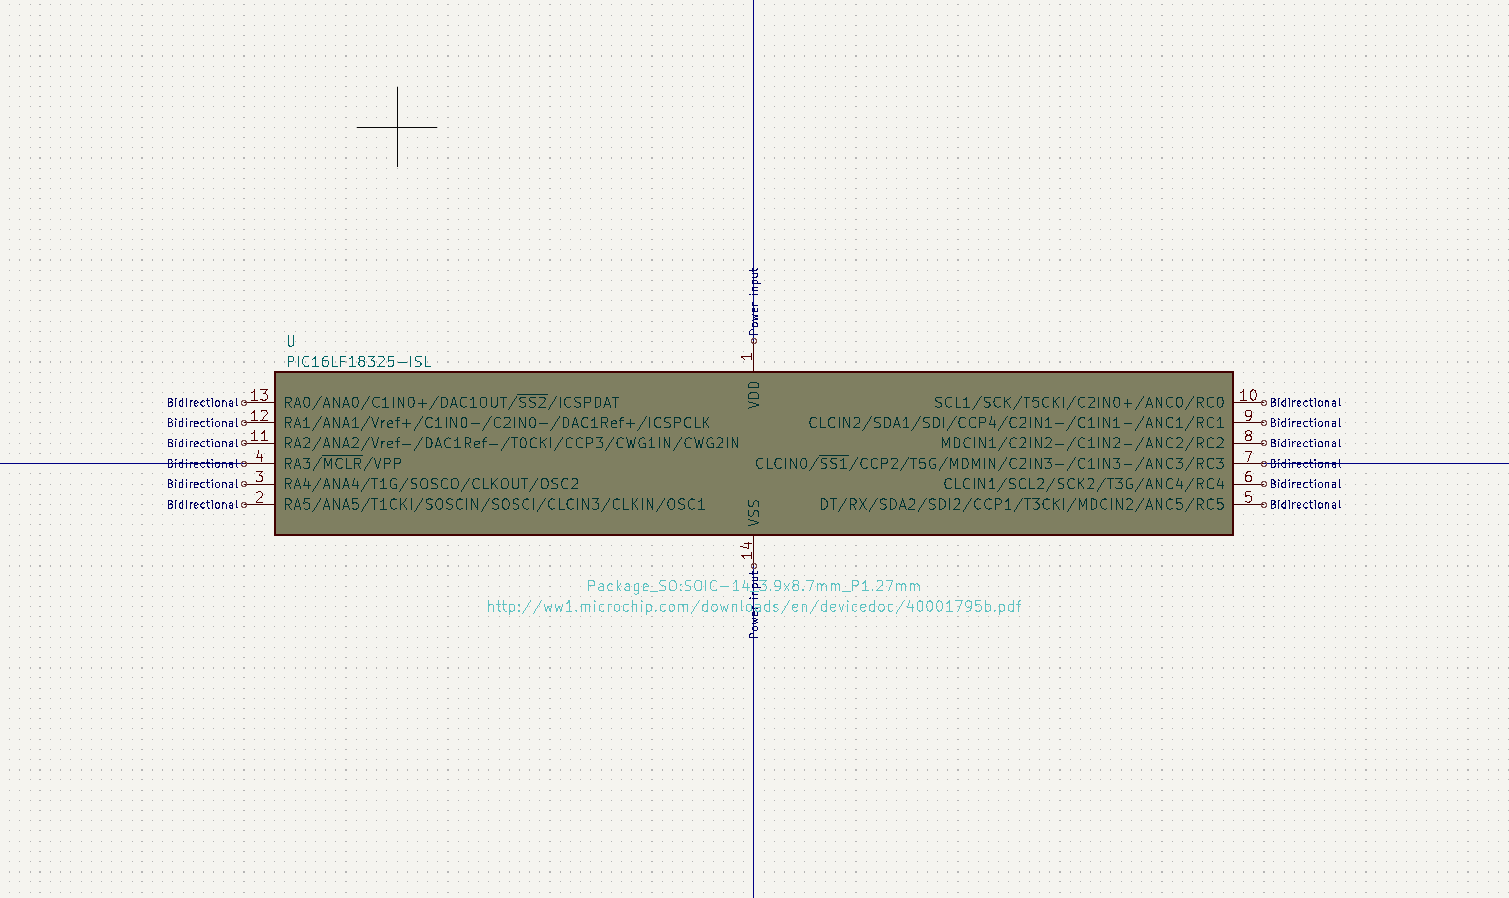 Power input
1
U
PIC16LF18325-ISL
VDD
Bidirectional 13 RA0/ANA0/C1IN0+/DAC1OUT/SS2/ICSPDAT
Bidirectional 12 RA1/ANA1/Vref+/C1IN0-/C2IN0-/DAC1Ref+/ICSPCLK
Bidirectional 11 RA2/ANA2/Vref-/DAC1Ref-/T0CKI/CCP3/CWG1IN/CWG2IN
Bidirectional 4 RA3/MCLR/VPP
Bidirectional 3 RA4/ANA4/T1G/SOSCO/CLKOUT/OSC2
Bidirectional 2 RA5/ANA5/T1CKI/SOSCIN/SOSCI/CLCIN3/CLKIN/OSC1
SCL1/SCK/T5CKI/C2IN0+/ANC0/RC0 10 Bidirectional
CLCIN2/SDA1/SDI/CCP4/C2IN1-/C1IN1-/ANC1/RC1 9 Bidirectional
MDCIN1/C2IN2-/C1IN2-/ANC2/RC2 8 Bidirectional
CLCIN0/SS1/CCP2/T5G/MDMIN/C2IN3-/C1IN3-/ANC3/RC3 7 Bidirectional
CLCIN1/SCL2/SCK2/T3G/ANC4/RC4 6 Bidirectional
DT/RX/SDA2/SDI2/CCP1/T3CKI/MDCIN2/ANC5/RC5 5 Bidirectional
VSS
14
Power input
Package_SO:SOIC-14_3.9x8.7mm_P1.27mm
http://ww1.microchip.com/downloads/en/devicedoc/40001795b.pdf